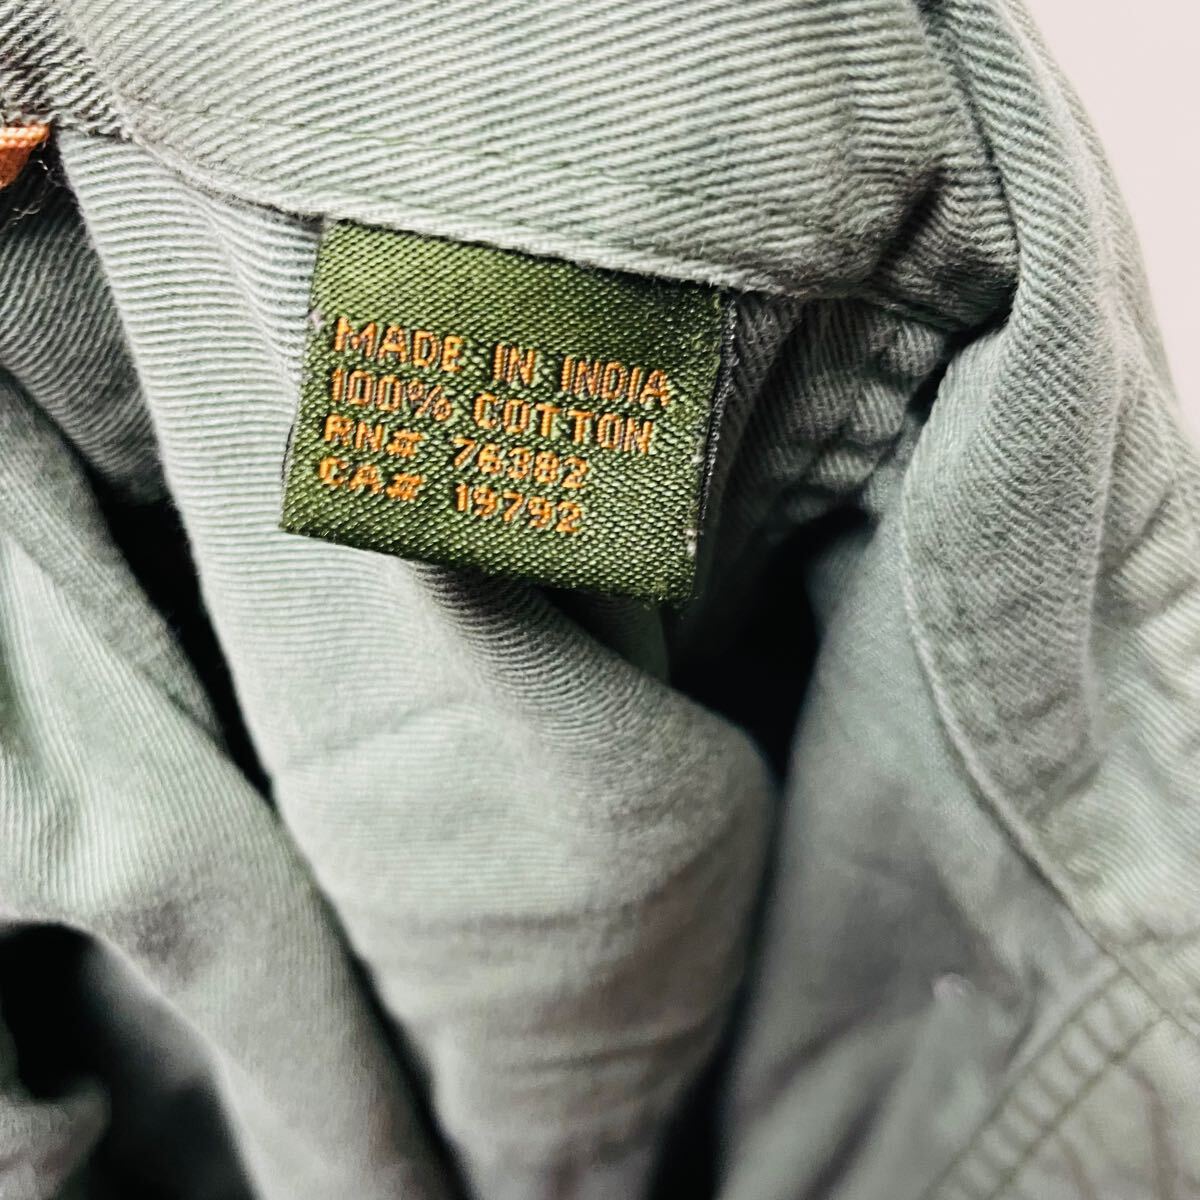 MADE IN INDIA
100% COTTON
RN# 76382
CA# 19792